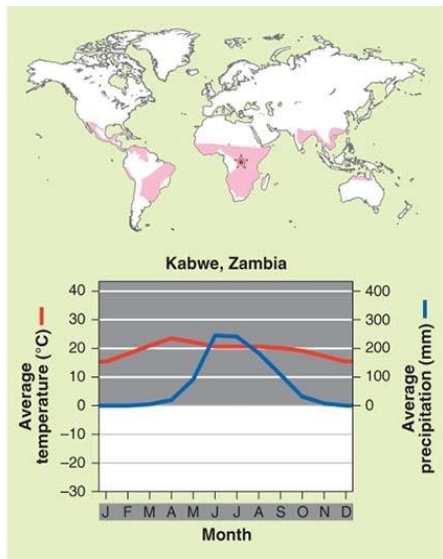 Kabwe, Zambia
Average
temperature (°C)
40
30
20
10
0
–10
–20
–30
400
300
200
100
0
Average
precipitation (mm)
J F M A M J J A S O N D
Month